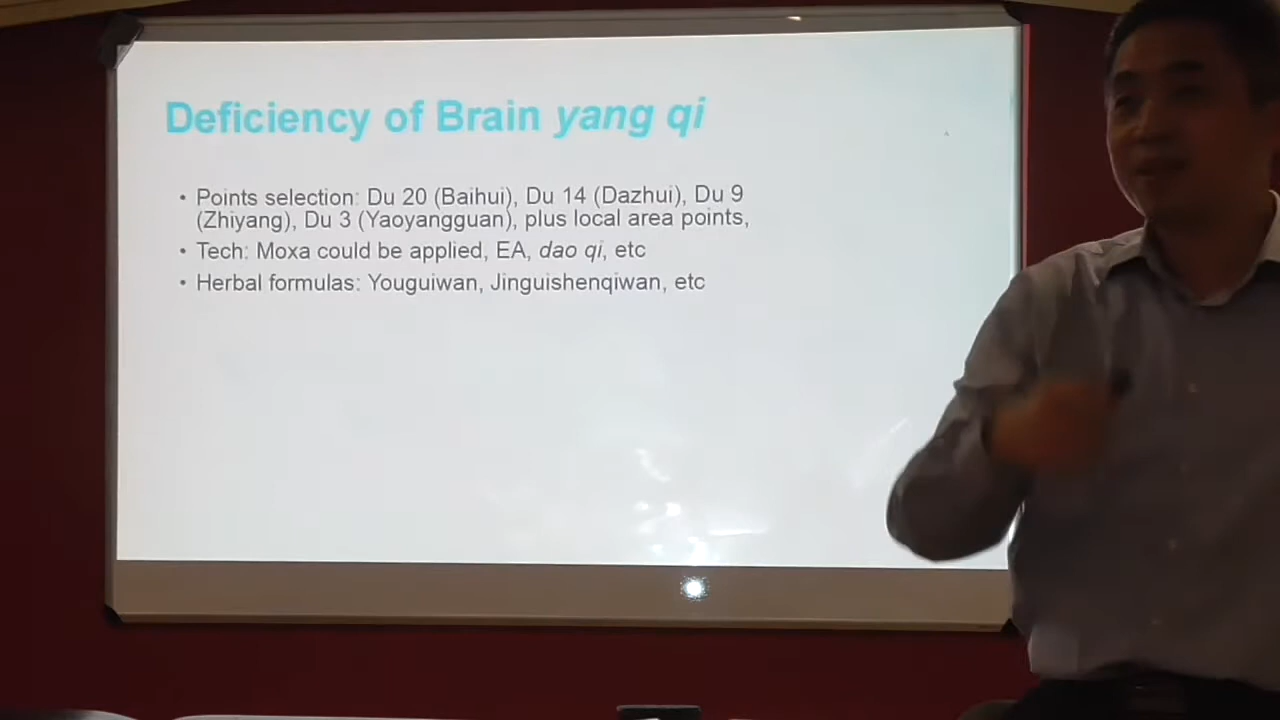 Deficiency of Brain yang qi
• Points selection: Du 20 (Baihui), Du 14 (Dazhui), Du 9
(Zhiyang), Du 3 (Yaoyangguan), plus local area points,
• Tech: Moxa could be applied, EA, dao qi, etc
• Herbal formulas: Youguiwan, Jinguishenqiwan, etc